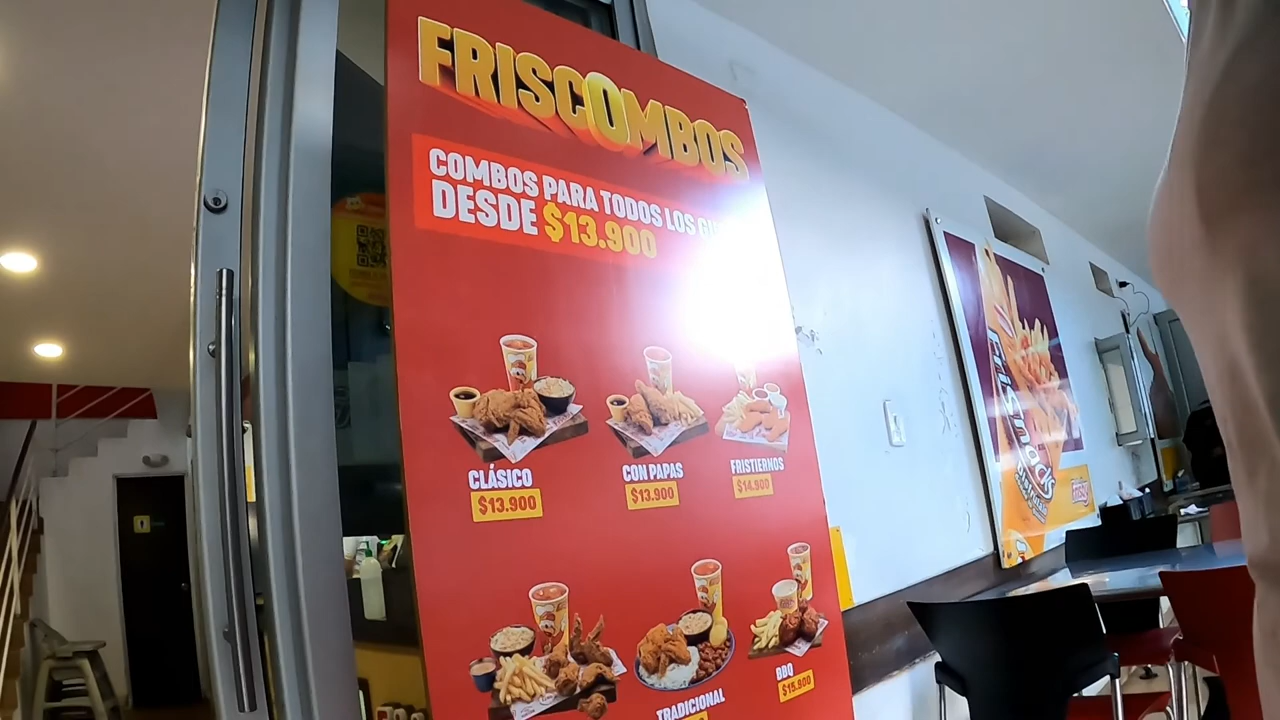 FRISCOMBOS
COMBOS PARA TODOS LOS
DESDE $13.900
CLÁSICO
$13.900
CON PAPAS
$13.900
FRISTIERNOS
$14.900
TRADICIONAL
BBQ
$15.900
Frisby